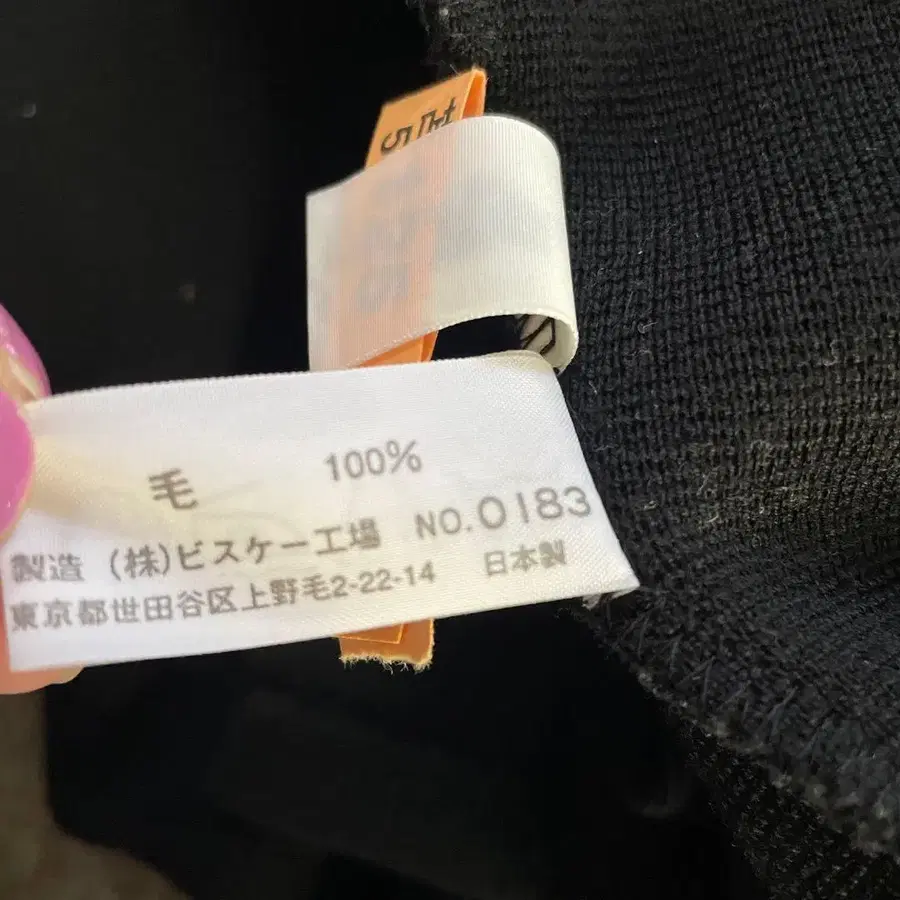 毛 100%
製造 (株)ビスケー工場 NO.0183
東京都世田谷区上野毛2-22-14 日本製